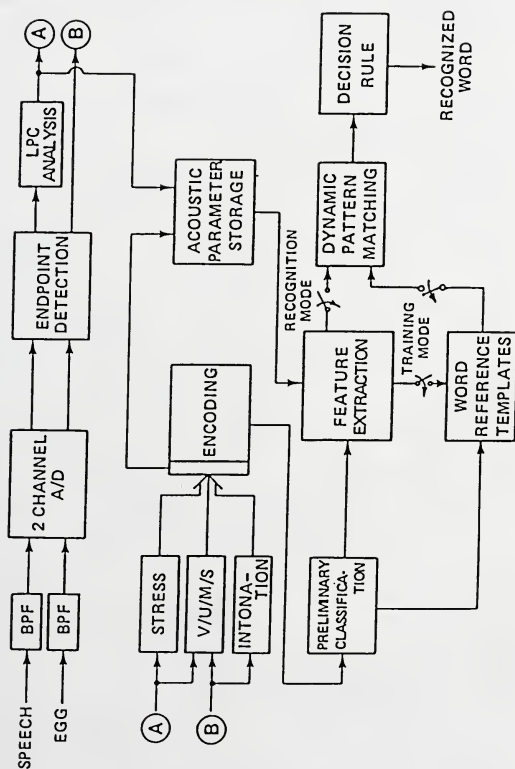 SPEECH
EGG
BPF
BPF
2 CHANNEL
A/D
ENDPOINT
DETECTION
LPC
ANALYSIS
A
B
A
B
STRESS
V/U/M/S
INTONA-
TION
ENCODING
ACOUSTIC
PARAMETER
STORAGE
PRELIMINARY
CLASSIFICA-
TION
FEATURE
EXTRACTION
RECOGNITION
MODE
TRAINING
MODE
WORD
REFERENCE
TEMPLATES
DYNAMIC
PATTERN
MATCHING
DECISION
RULE
RECOGNIZED
WORD